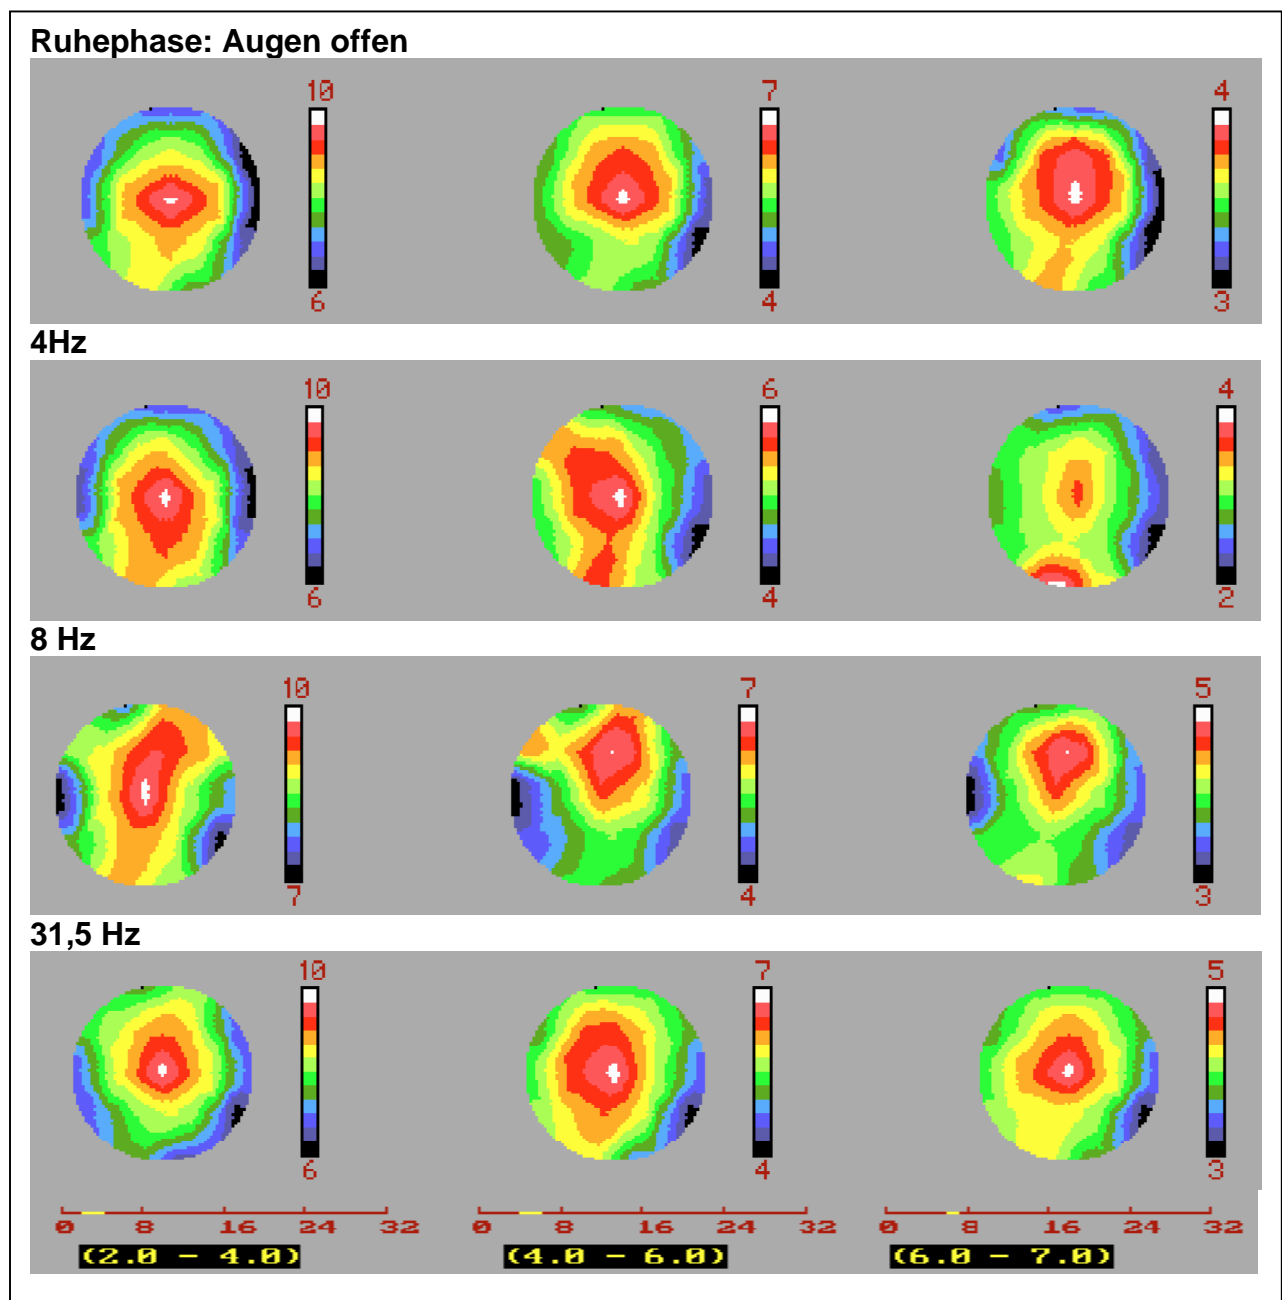 Ruhephase: Augen offen
10 7 4
6 4 3
4Hz
10 6 4
6 4 2
8 Hz
10 7 5
7 4 3
31,5 Hz
10 7 5
6 4 3
0 8 16 24 32 0 8 16 24 32 0 8 16 24 32
(2.0 - 4.0) (4.0 - 6.0) (6.0 - 7.0)